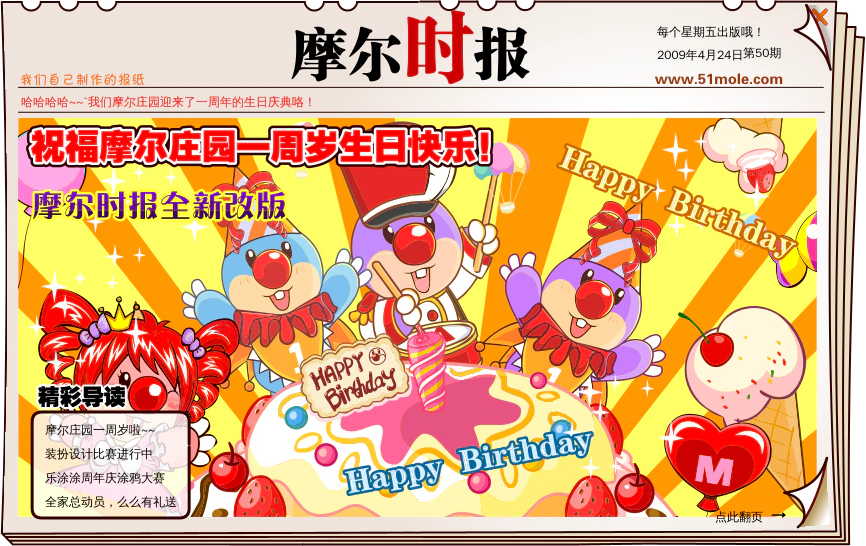 摩尔时报
每个星期五出版哦！
2009年4月24日第50期
www.51mole.com
我们自己制作的报纸
哈哈哈哈~~`我们摩尔庄园迎来了一周年的生日庆典咯！
祝福摩尔庄园一周岁生日快乐！
摩尔时报全新改版
Happy Birthday
HAPPY
Birthday
1
1
Happy Birthday
M
精彩导读
摩尔庄园一周岁啦~~
装扮设计比赛进行中
乐涂涂周年庆涂鸦大赛
全家总动员，么么有礼送
点此翻页 →